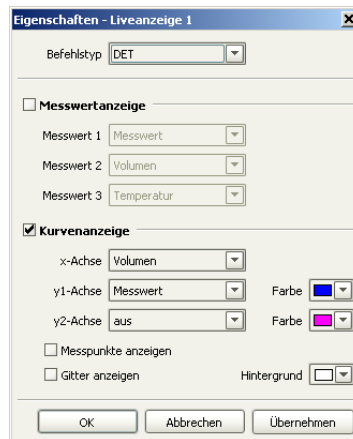 Eigenschaften - Liveanzeige 1
Befehlstyp DET
Messwertanzeige
Messwert 1 Messwert
Messwert 2 Volumen
Messwert 3 Temperatur
Kurvenanzeige
x-Achse Volumen
y1-Achse Messwert Farbe
y2-Achse aus Farbe
Messpunkte anzeigen
Gitter anzeigen Hintergrund
OK Abbrechen Übernehmen